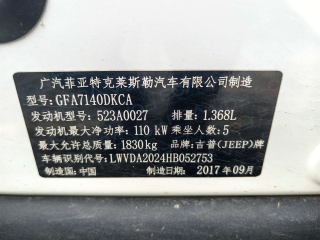 广汽菲亚特克莱斯勒汽车有限公司制造
型号:GFA7140DKCA
发动机型号:523A0027 排量:1.368L
发动机最大净功率:110 kW 乘坐人数:5
最大允许总质量:1830kg 品牌:吉普(JEEP)牌
车辆识别代号:LWVDA2024HB052753
制造国:中国 制造年月:2017年09月